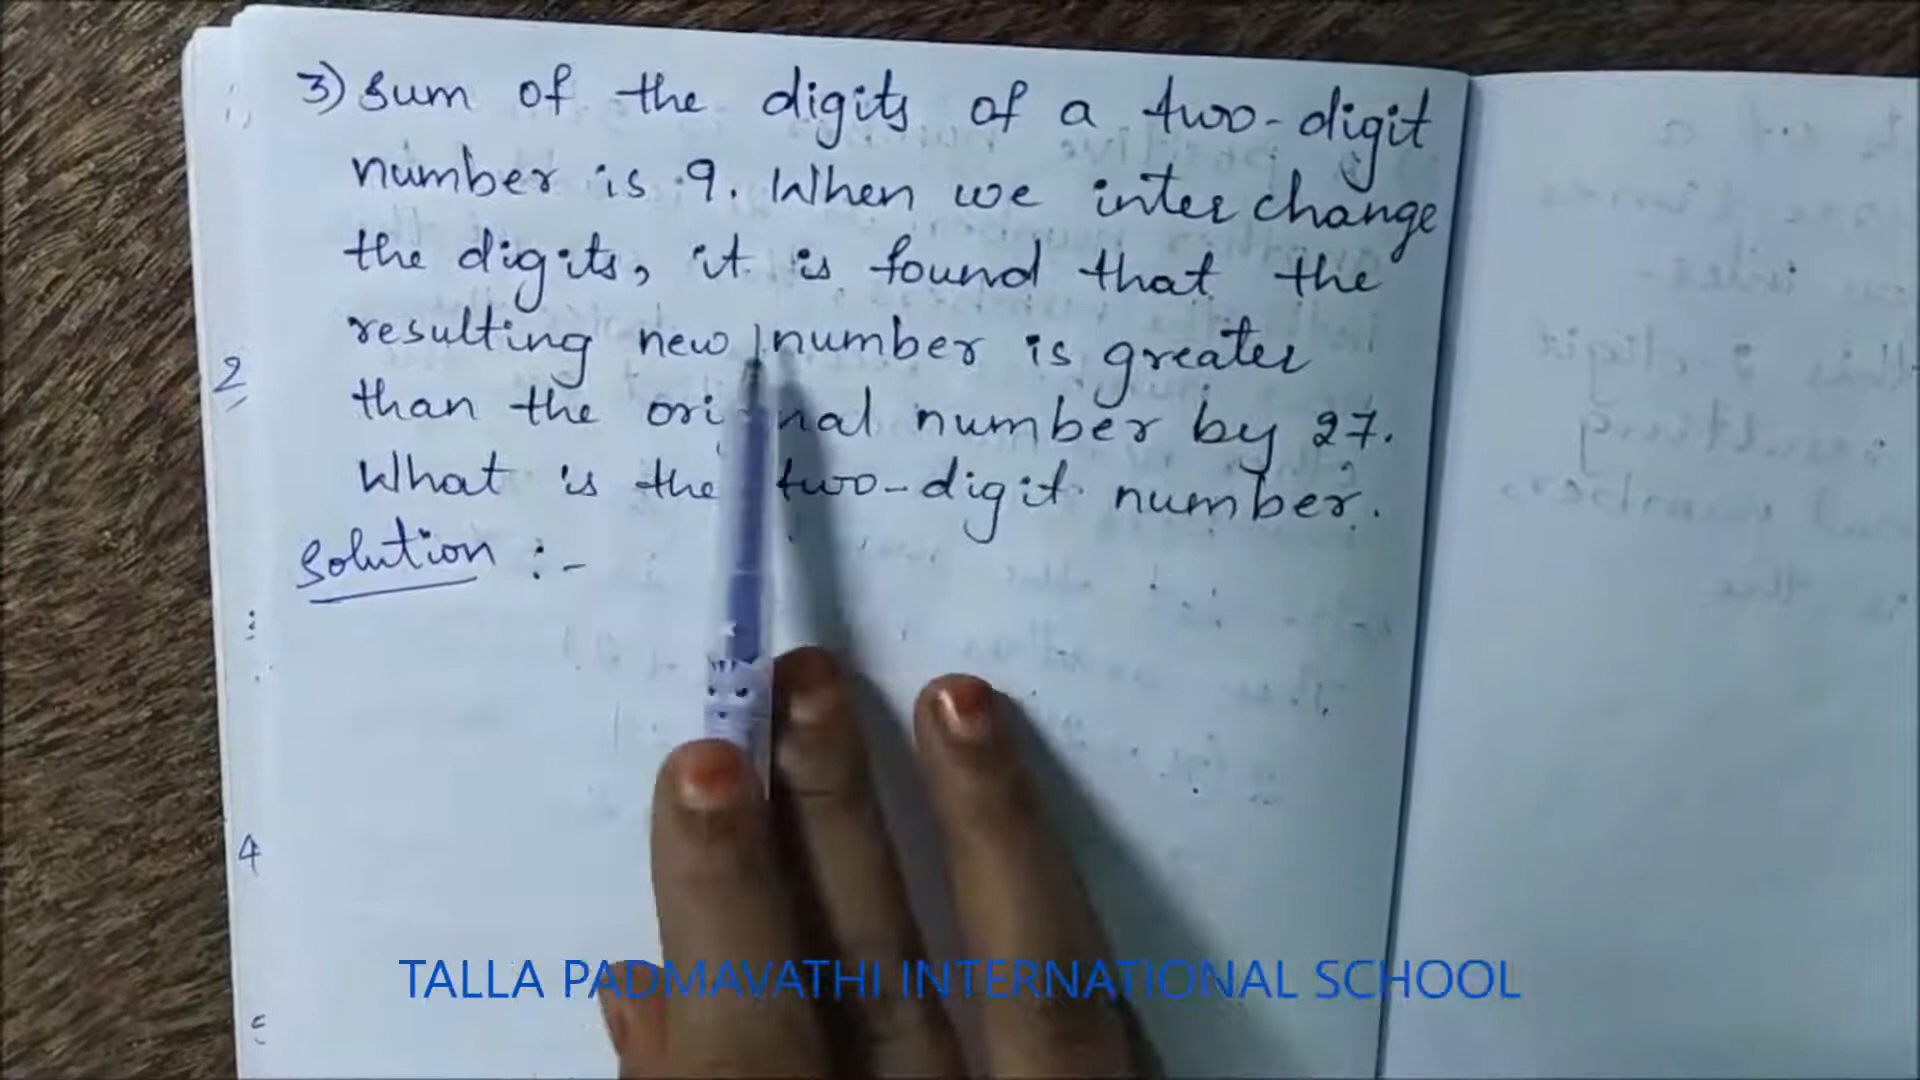 3) Sum of the digits of a two-digit
number is 9. When we interchange
the digits, it is found that the
resulting new number is greater
than the original number by 27.
What is the two-digit number.
Solution :-
2
4
TALLA PADMAVATHI INTERNATIONAL SCHOOL